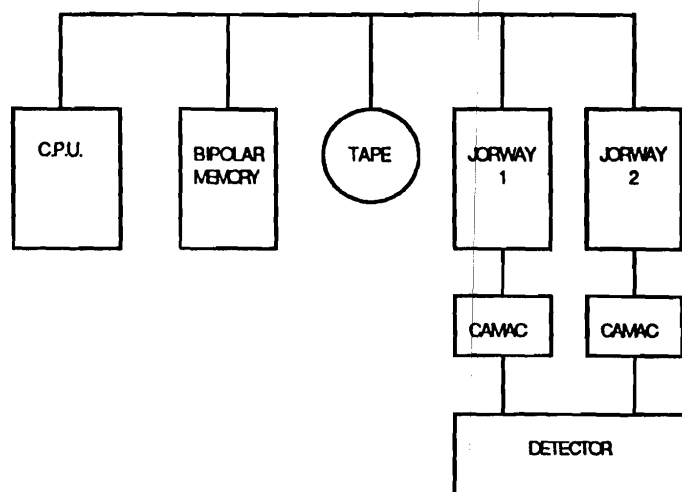 C.P.U.
BIPOLAR
MEMORY
TAPE
JORWAY
1
JORWAY
2
CAMAC
CAMAC
DETECTOR